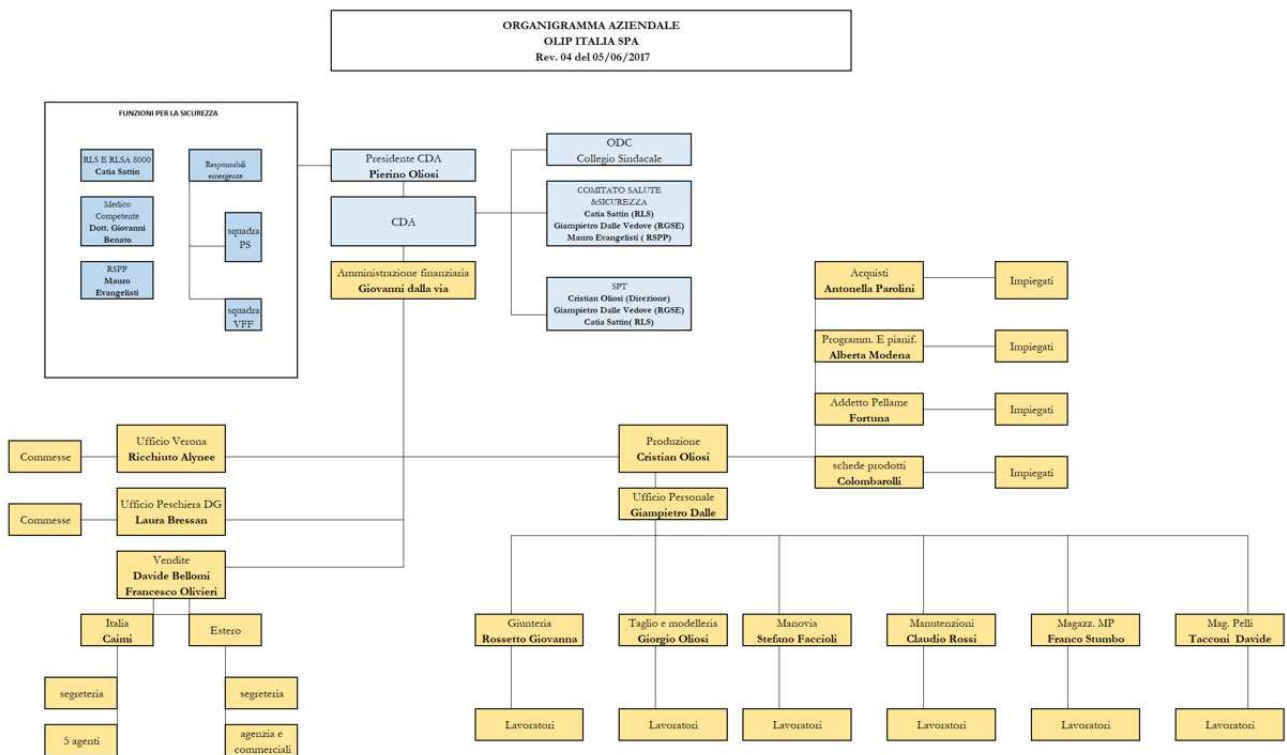 ORGANIGRAMMA AZIENDALE
OLIP ITALIA SPA
Rev. 04 del 05/06/2017
FUNZIONI PER LA SICUREZZA
RLS E RLSA 8000
Catia Sattin
Responsibili
emergenze
Medico
Competente
Dott. Giovanni
Benato
squadra
PS
RSPP
Mauro
Evangelisti
squadra
VFF
Presidente CDA
Pierino Oliosi
CDA
Amministrazione finanziaria
Giovanni dalla via
ODC
Collegio Sindacale
COMITATO SALUTE
&SICUREZZA
Catia Sattin (RLS)
Giampietro Dalle Vedove (RGSE)
Mauro Evangelisti ( RSPP)
SPT
Cristian Oliosi (Direzione)
Giampietro Dalle Vedove (RGSE)
Catia Sattin( RLS)
Acquisti
Antonella Parolini
Impiegati
Programm. E pianif.
Alberta Modena
Impiegati
Addetto Pellame
Fortuna
Impiegati
schede prodotti
Colombarolli
Impiegati
Commesse
Ufficio Verona
Ricchiuto Alynee
Produzione
Cristian Oliosi
Commesse
Ufficio Peschiera DG
Laura Bressan
Ufficio Personale
Giampietro Dalle
Vendite
Davide Bellomi
Francesco Olivieri
Italia
Caimi
Estero
segreteria
segreteria
5 agenti
agenzia e
commerciali
Giunteria
Rossetto Giovanna
Taglio e modelleria
Giorgio Oliosi
Manovia
Stefano Faccioli
Manutenzioni
Claudio Rossi
Magazz. MP
Franco Stumbo
Mag. Pelli
Tacconi Davide
Lavoratori
Lavoratori
Lavoratori
Lavoratori
Lavoratori
Lavoratori